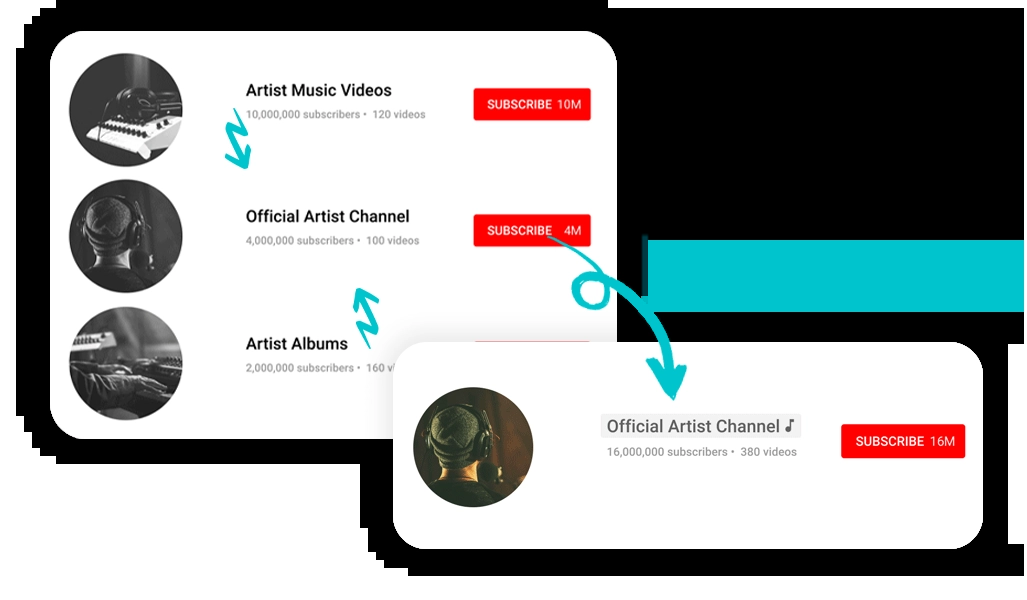 Artist Music Videos
10,000,000 subscribers • 120 videos
SUBSCRIBE 10M
Official Artist Channel
4,000,000 subscribers • 100 videos
SUBSCRIBE 4M
Artist Albums
2,000,000 subscribers • 160
Official Artist Channel ♪
16,000,000 subscribers • 380 videos
SUBSCRIBE 16M